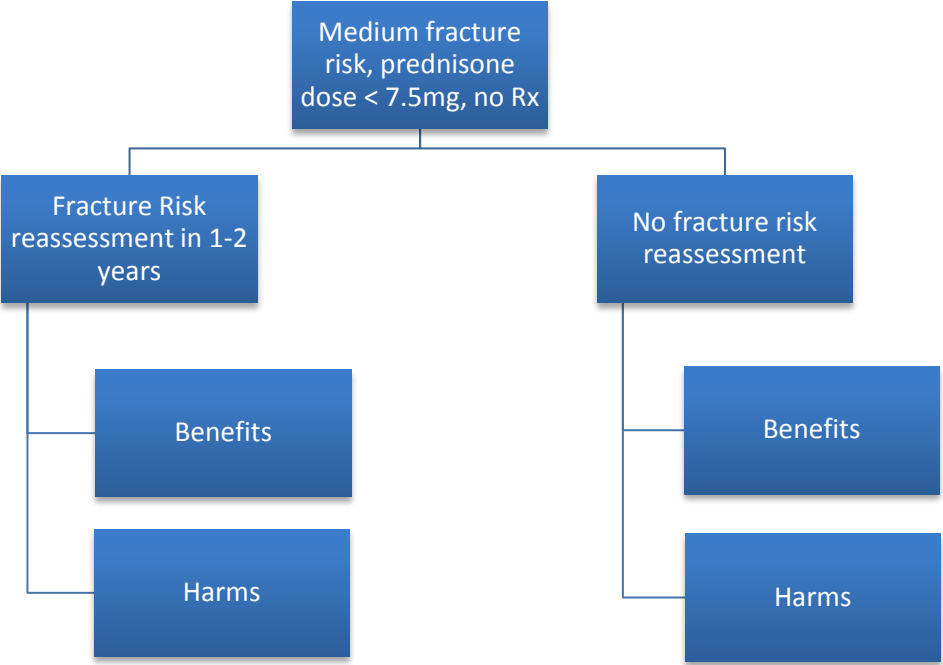 Medium fracture
risk, prednisone
dose < 7.5mg, no Rx
Fracture Risk
reassessment in 1-2
years
No fracture risk
reassessment
Benefits
Benefits
Harms
Harms